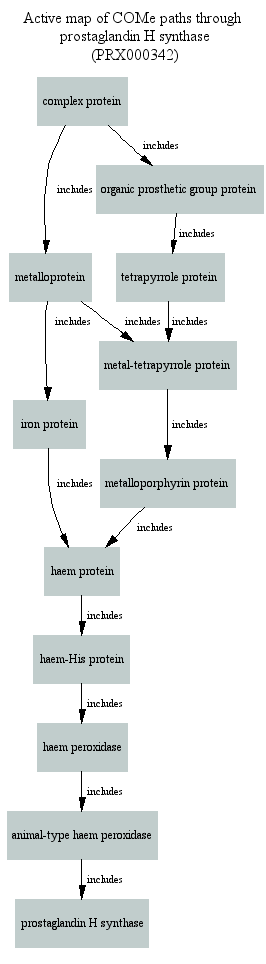 Active map of COMe paths through
prostaglandin H synthase
(PRX000342)
complex protein
includes
includes
organic prosthetic group protein
includes
metalloprotein
tetrapyrrole protein
includes
includes
includes
metal-tetrapyrrole protein
iron protein
includes
metalloporphyrin protein
includes
includes
haem protein
includes
haem-His protein
includes
haem peroxidase
includes
animal-type haem peroxidase
includes
prostaglandin H synthase